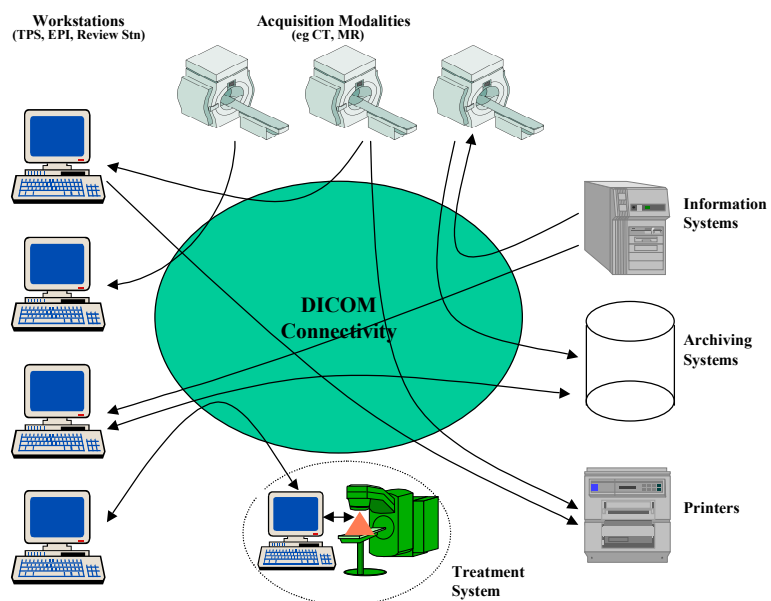 Workstations
(TPS, EPI, Review Stn)
Acquisition Modalities
(eg CT, MR)
Information
Systems
DICOM
Connectivity
Archiving
Systems
Printers
Treatment
System